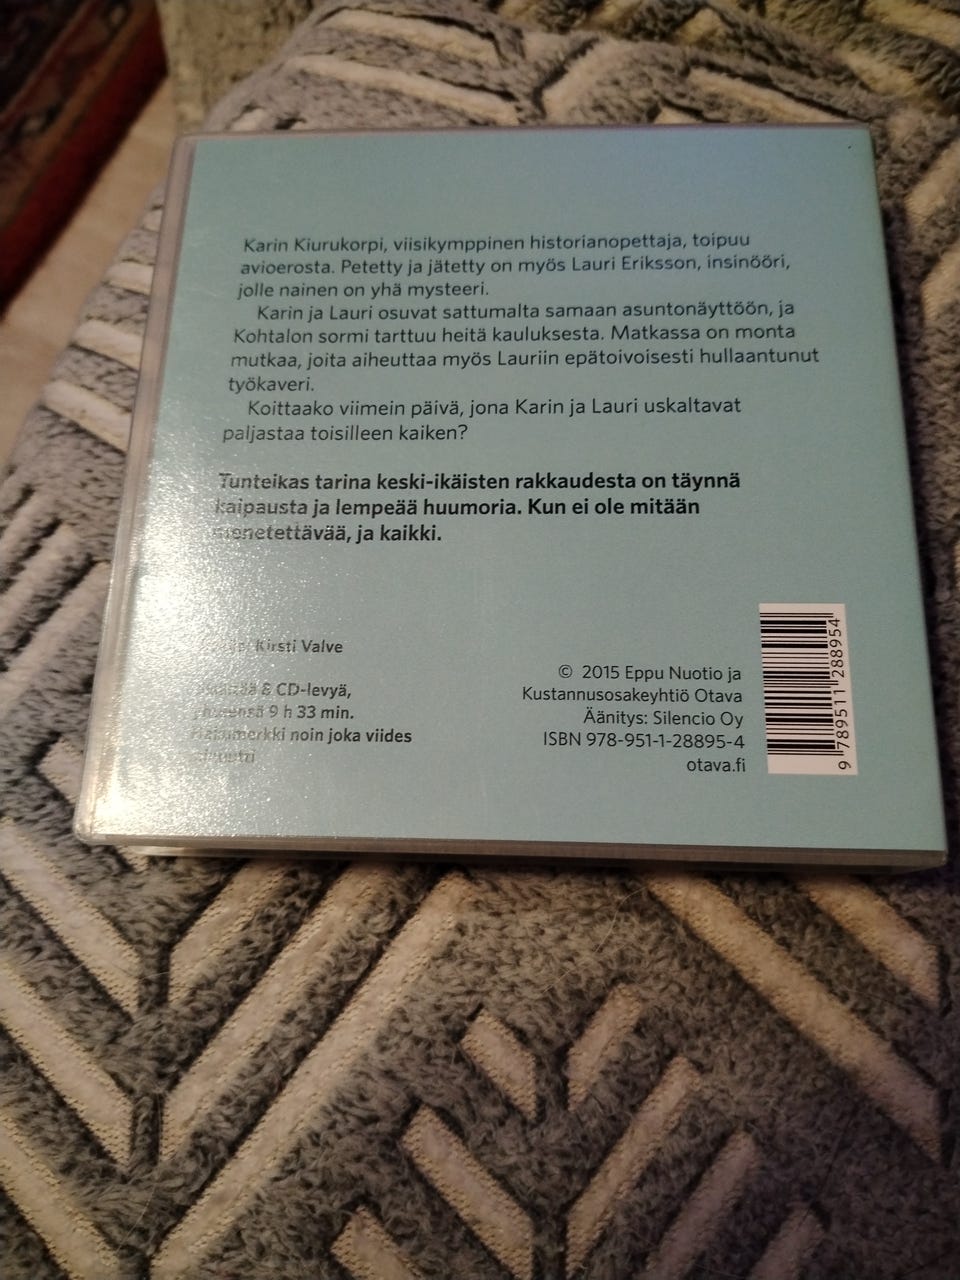 Karin Kiurukorpi, viisikymppinen historianopettaja, toipuu
avioerosta. Petetty ja jätetty on myös Lauri Eriksson, insinööri,
jolle nainen on yhä mysteeri.
Karin ja Lauri osuvat sattumalta samaan asuntonäyttöön, ja
Kohtalon sormi tarttuu heitä kauluksesta. Matkassa on monta
mutkaa, joita aiheuttaa myös Lauriin epätoivoisesti hullaantunut
työkaveri.
Koittaako viimein päivä, jona Karin ja Lauri uskaltavat
paljastaa toisilleen kaiken?
Tunteikas tarina keski-ikäisten rakkaudesta on täynnä
kaipausta ja lempeää huumoria. Kun ei ole mitään
menetettävää, ja kaikki.
Kirsti Valve
8 CD-levyä,
yhteensä 9 h 33 min.
Hajamerkki noin joka viides
minuutti
© 2015 Eppu Nuotio ja
Kustannusosakeyhtiö Otava
Äänitys: Silencio Oy
ISBN 978-951-1-28895-4
otava.fi
9 789511 288954